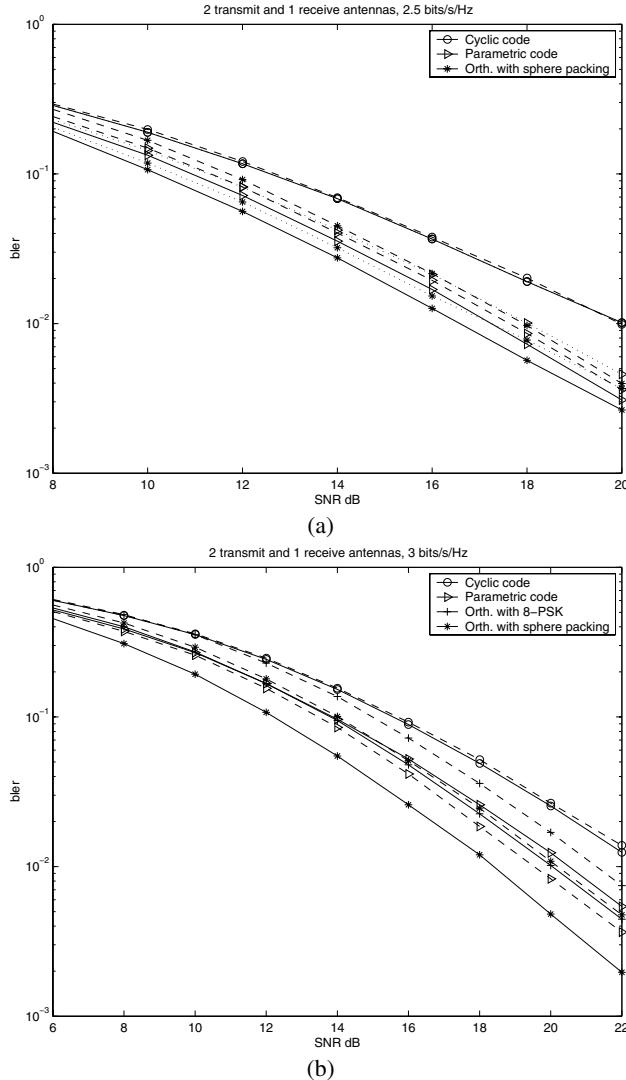 2 transmit and 1 receive antennas, 2.5 bits/s/Hz
Cyclic code
Parametric code
Orth. with sphere packing
10^0
10^-1
10^-2
10^-3
bler
8 10 12 14 16 18 20
SNR dB
(a)
2 transmit and 1 receive antennas, 3 bits/s/Hz
Cyclic code
Parametric code
Orth. with 8-PSK
Orth. with sphere packing
10^0
10^-1
10^-2
10^-3
bler
6 8 10 12 14 16 18 20 22
SNR dB
(b)